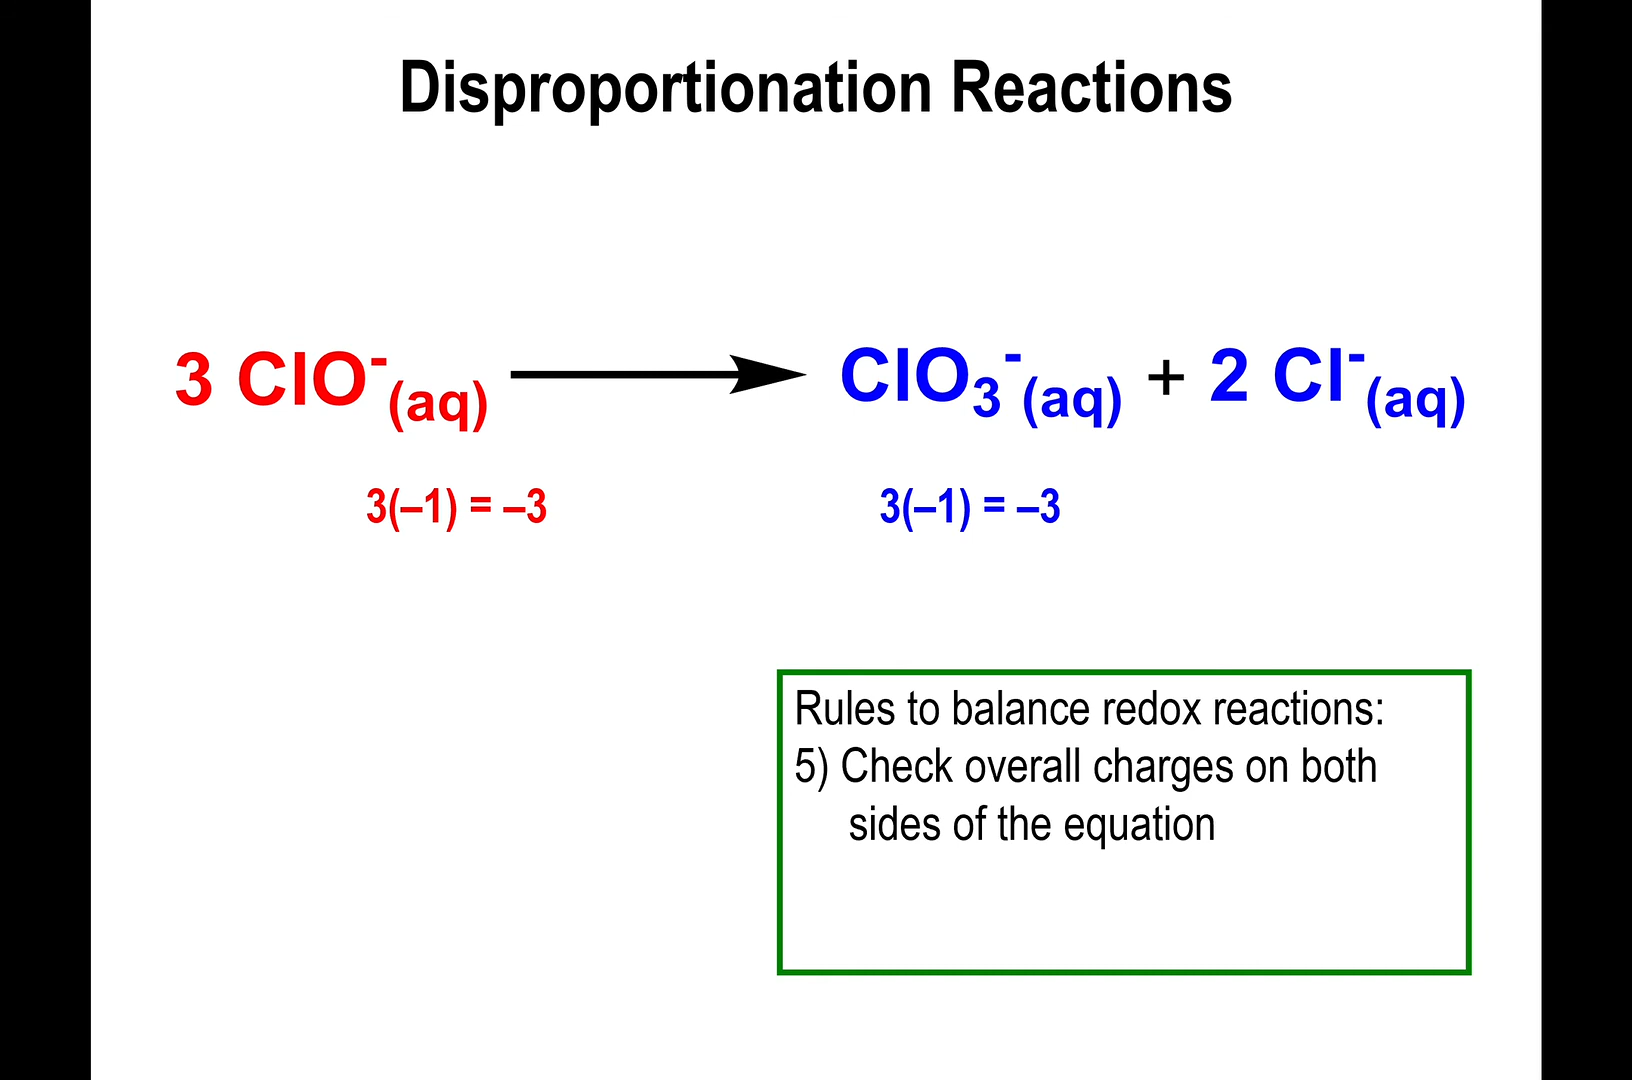 Disproportionation Reactions
3 ClO⁻(aq) ⟶ ClO₃⁻(aq) + 2 Cl⁻(aq)
3(–1) = –3 3(–1) = –3
Rules to balance redox reactions:
5) Check overall charges on both
sides of the equation